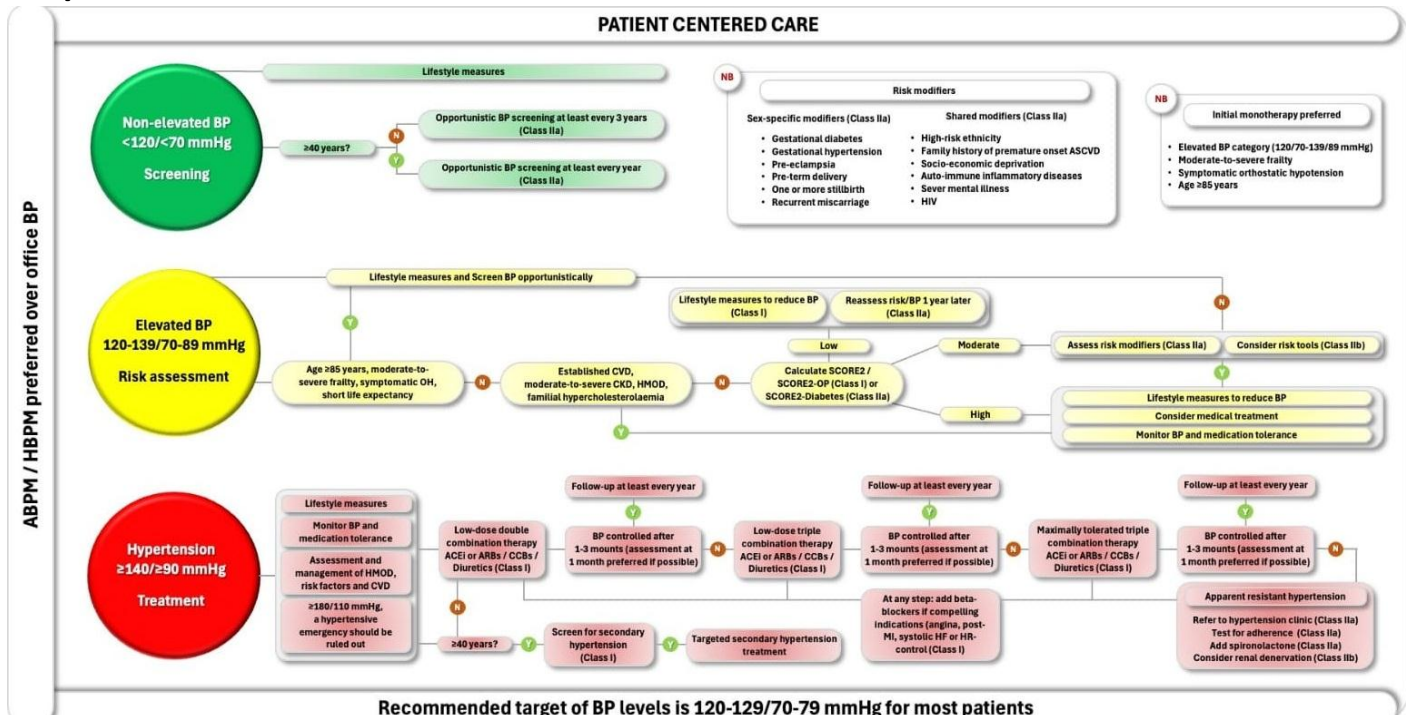 PATIENT CENTERED CARE
ABPM / HBPM preferred over office BP
Non-elevated BP
<120/<70 mmHg
Screening
Lifestyle measures
≥40 years?
N
Opportunistic BP screening at least every 3 years
(Class IIa)
Y
Opportunistic BP screening at least every year
(Class IIa)
NB
Risk modifiers
Sex-specific modifiers (Class IIa)
• Gestational diabetes
• Gestational hypertension
• Pre-eclampsia
• Pre-term delivery
• One or more stillbirth
• Recurrent miscarriage
Shared modifiers (Class IIa)
• High-risk ethnicity
• Family history of premature onset ASCVD
• Socio-economic deprivation
• Auto-immune inflammatory diseases
• Sever mental illness
• HIV
NB
Initial monotherapy preferred
• Elevated BP category (120/70-139/89 mmHg)
• Moderate-to-severe frailty
• Symptomatic orthostatic hypotension
• Age ≥85 years
Elevated BP
120-139/70-89 mmHg
Risk assessment
Lifestyle measures and Screen BP opportunistically
Y
N
Age ≥85 years, moderate-to-
severe frailty, symptomatic OH,
short life expectancy
N
Established CVD,
moderate-to-severe CKD, HMOD,
familial hypercholesterolaemia
N
Y
Lifestyle measures to reduce BP
(Class I)
Reassess risk/BP 1 year later
(Class IIa)
Low
Calculate SCORE2 /
SCORE2-OP (Class I) or
SCORE2-Diabetes (Class IIa)
Moderate
High
Assess risk modifiers (Class IIa)
Consider risk tools (Class IIb)
Y
Lifestyle measures to reduce BP
Consider medical treatment
Monitor BP and medication tolerance
Hypertension
≥140/≥90 mmHg
Treatment
Lifestyle measures
Monitor BP and
medication tolerance
Assessment and
management of HMOD,
risk factors and CVD
≥180/110 mmHg,
a hypertensive
emergency should be
ruled out
Low-dose double
combination therapy
ACEi or ARBs / CCBs /
Diuretics (Class I)
Follow-up at least every year
Y
BP controlled after
1-3 mounts (assessment at
1 month preferred if possible)
N
Low-dose triple
combination therapy
ACEi or ARBs / CCBs /
Diuretics (Class I)
Follow-up at least every year
Y
BP controlled after
1-3 mounts (assessment at
1 month preferred if possible)
N
Maximally tolerated triple
combination therapy
ACEi or ARBs / CCBs /
Diuretics (Class I)
Follow-up at least every year
Y
BP controlled after
1-3 mounts (assessment at
1 month preferred if possible)
N
N
≥40 years?
Y
Screen for secondary
hypertension
(Class I)
Y
Targeted secondary hypertension
treatment
At any step: add beta-
blockers if compelling
indications (angina, post-
MI, systolic HF or HR-
control (Class I)
Apparent resistant hypertension
Refer to hypertension clinic (Class IIa)
Test for adherence (Class IIa)
Add spironolactone (Class IIa)
Consider renal denervation (Class IIb)
Recommended target of BP levels is 120-129/70-79 mmHg for most patients